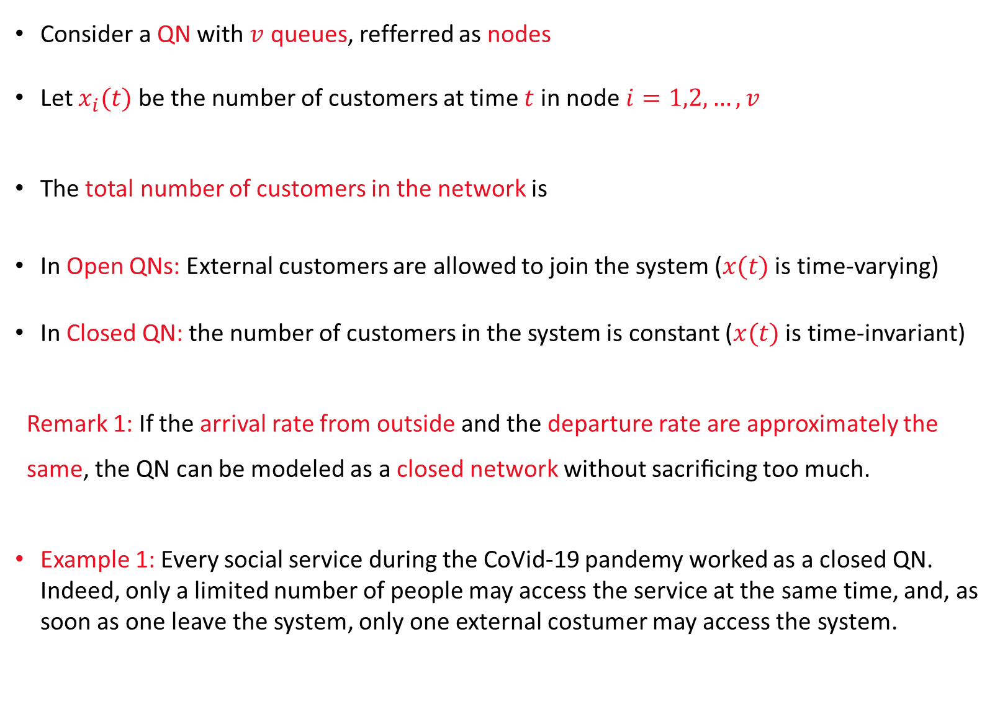 • Consider a QN with v queues, refferred as nodes
• Let xᵢ(t) be the number of customers at time t in node i = 1,2, … , v
• The total number of customers in the network is
• In Open QNs: External customers are allowed to join the system (x(t) is time-varying)
• In Closed QN: the number of customers in the system is constant (x(t) is time-invariant)
Remark 1: If the arrival rate from outside and the departure rate are approximately the
same, the QN can be modeled as a closed network without sacrificing too much.
• Example 1: Every social service during the CoVid-19 pandemy worked as a closed QN.
Indeed, only a limited number of people may access the service at the same time, and, as
soon as one leave the system, only one external costumer may access the system.